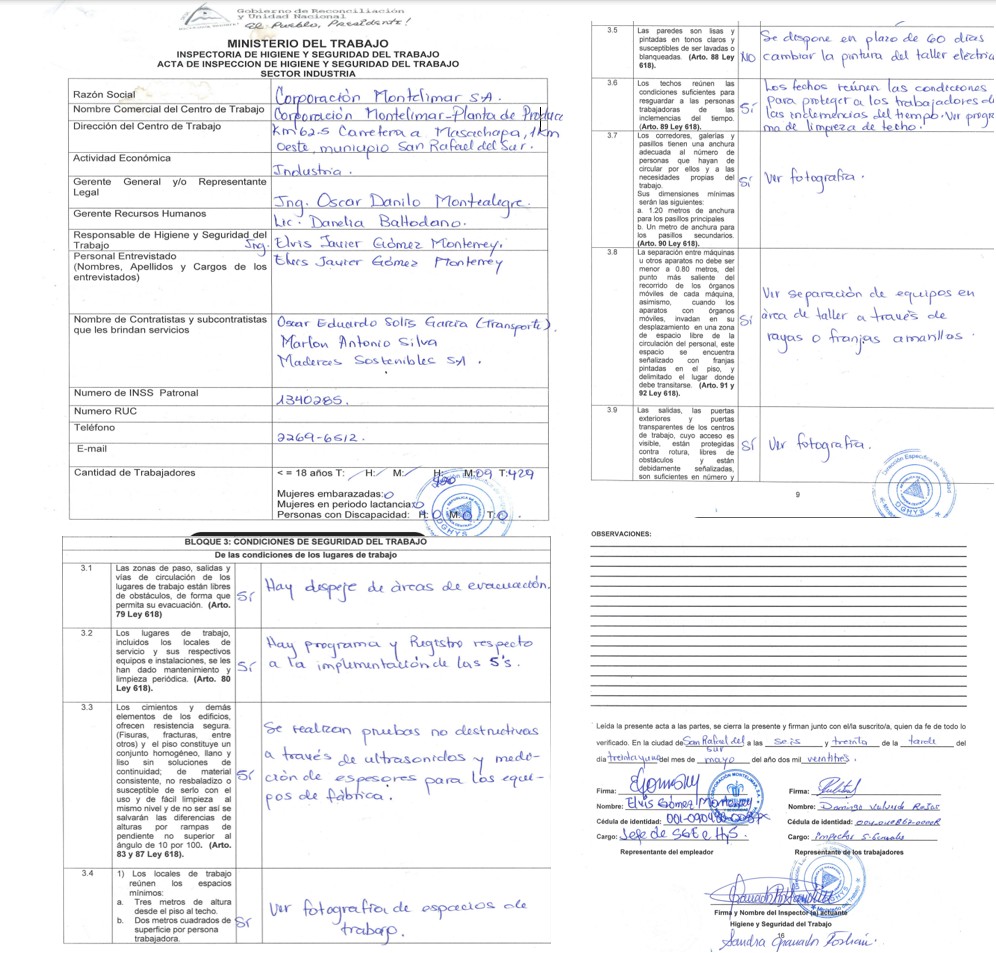 Gobierno de Reconciliación
y Unidad Nacional
El Pueblo, Presidente!
MINISTERIO DEL TRABAJO
INSPECTORIA DE HIGIENE Y SEGURIDAD DEL TRABAJO
ACTA DE INSPECCION DE HIGIENE Y SEGURIDAD DEL TRABAJO
SECTOR INDUSTRIA
Razón Social
Corporación Montelimar S.A.
Nombre Comercial del Centro de Trabajo
Corporación Montelimar-Planta de Produce
Dirección del Centro de Trabajo
Km 62.5 Carretera a Masachapa, 1km
Oeste, municipio San Rafael del Sur.
Actividad Económica
Industria.
Gerente General y/o Representante
Legal
Ing. Oscar Danilo Montealegre.
Gerente Recursos Humanos
Lic. Danelia Baltodano.
Responsable de Higiene y Seguridad del
Trabajo
Ing. Elvis Javier Gómez Monterrey.
Personal Entrevistado
(Nombres, Apellidos y Cargos de los
entrevistados)
Elvis Javier Gómez Monterrey
Nombre de Contratistas y subcontratistas
que les brindan servicios
Oscar Eduardo Solís García (Transporte).
Marlon Antonio Silva
Maderas Sostenibles S.A.
Numero de INSS Patronal
1340285.
Numero RUC
Teléfono
2269-6512.
E-mail
Cantidad de Trabajadores
< = 18 años T: H: M: H: M:09 T:429
Mujeres embarazadas:0
Mujeres en periodo lactancia:0
Personas con Discapacidad: H:0 M:0 T:0.
DGHYS
BLOQUE 3: CONDICIONES DE SEGURIDAD DEL TRABAJO
De las condiciones de los lugares de trabajo
3.1
Las zonas de paso, salidas y
vías de circulación de los
lugares de trabajo están libres
de obstáculos, de forma que
permita su evacuación. (Arto.
79 Ley 618)
Sí
Hay despeje de áreas de evacuación.
3.2
Los lugares de trabajo,
incluidos los locales de
servicio y sus respectivos
equipos e instalaciones, se les
han dado mantenimiento y
limpieza periódica. (Arto. 80
Ley 618).
Sí
Hay programa y Registro respecto
a la implementación de las 5's.
3.3
Los cimientos y demás
elementos de los edificios,
ofrecen resistencia segura.
(Fisuras, fracturas, entre
otros) y el piso constituye un
conjunto homogéneo, llano y
liso sin soluciones de
continuidad; de material
consistente, no resbaladizo o
susceptible de serlo con el
uso y de fácil limpieza al
mismo nivel y de no ser así se
salvarán las diferencias de
alturas por rampas de
pendiente no superior al
ángulo de 10 por 100. (Arto.
83 y 87 Ley 618).
Sí
Se realizan pruebas no destructivas
a través de ultrasonidos y medi-
ción de espesores para los equi-
pos de fábrica.
3.4
1) Los locales de trabajo
reúnen los espacios
mínimos:
a. Tres metros de altura
desde el piso al techo.
b. Dos metros cuadrados de
superficie por persona
trabajadora.
Sí
Ver fotografía de espacios de
trabajo.
3.5
Las paredes son lisas y
pintadas en tonos claros y
susceptibles de ser lavadas o
blanqueadas. (Arto. 88 Ley
618).
NO
Se dispone en plazo de 60 días
cambiar la pintura del taller eléctrico
3.6
Los techos reúnen las
condiciones suficientes para
resguardar a las personas
trabajadoras de las
inclemencias del tiempo.
(Arto. 89 Ley 618)
Sí
Los techos reúnen las condiciones
para proteger a los trabajadores de
las inclemencias del tiempo. Ver progra
ma de limpieza de techo.
3.7
Los corredores, galerías y
pasillos tienen una anchura
adecuada al número de
personas que hayan de
circular por ellos y a las
necesidades propias del
trabajo.
Sus dimensiones mínimas
serán las siguientes:
a. 1.20 metros de anchura
para los pasillos principales
b. Un metro de anchura para
los pasillos secundarios.
(Arto. 90 Ley 618).
Sí
Ver fotografía.
3.8
La separación entre máquinas
u otros aparatos no debe ser
menor a 0.80 metros, del
punto más saliente del
recorrido de los órganos
móviles de cada máquina,
asimismo, cuando los
aparatos con órganos
móviles, invadan en su
desplazamiento en una zona
de espacio libre de la
circulación del personal, este
espacio se encuentra
señalizado con franjas
pintadas en el piso, y
delimitado el lugar donde
debe transitarse. (Arto. 91 y
92 Ley 618).
Sí
Ver separación de equipos en
área de taller a través de
rayas o franjas amarillas.
3.9
Las salidas, las puertas
exteriores y puertas
transparentes de los centros
de trabajo, cuyo acceso es
visible, están protegidas
contra rotura, libres de
obstáculos y están
debidamente señalizadas,
son suficientes en número y
Sí
Ver fotografía.
DGHYS
9
OBSERVACIONES:
Leída la presente acta a las partes, se cierra la presente y firman junto con el/la suscrito/a, quien da fe de todo lo
verificado. En la ciudad de San Rafael del Sur a las seis y treinta de la tarde del
día treinta y uno del mes de mayo del año dos mil veintitres.
Firma:
Nombre: Elvis Gómez Monterrey
Cédula de identidad:
Cargo: Jefe de SGE e HyS.
Representante del empleador
Firma:
Nombre: Domingo Valverde Rojas
Cédula de identidad:
Cargo:
Representante de los trabajadores
Firma y Nombre del Inspector (a) actuante
Higiene y Seguridad del Trabajo
16
Sandra